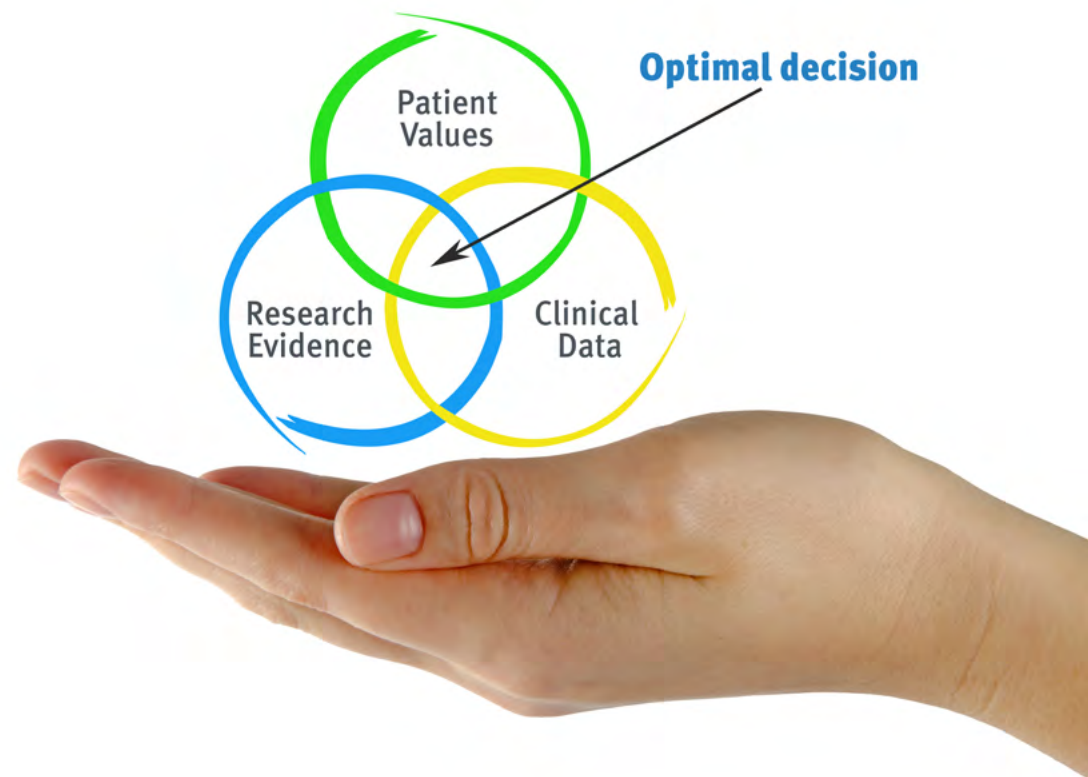 Optimal decision
Patient
Values
Research
Evidence
Clinical
Data